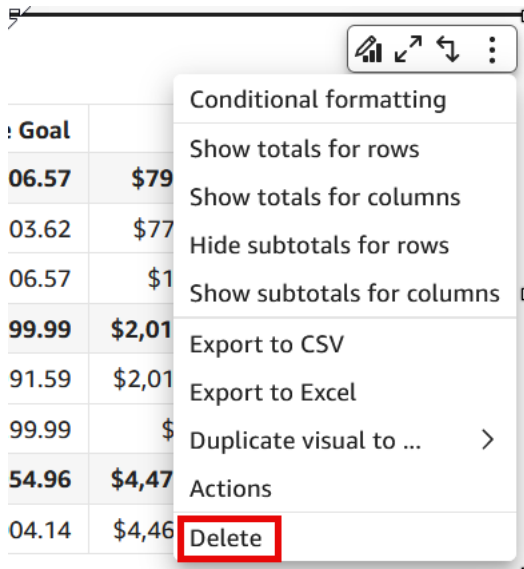 Conditional formatting
: Goal
Show totals for rows
06.57 $79
Show totals for columns
03.62 $77
Hide subtotals for rows
06.57 $1
Show subtotals for columns
99.99 $2,01
Export to CSV
91.59 $2,01
Export to Excel
99.99 $
Duplicate visual to ...
54.96 $4,47
Actions
04.14 $4,46
Delete